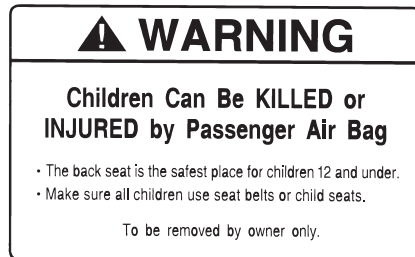 WARNING
Children Can Be KILLED or
INJURED by Passenger Air Bag
• The back seat is the safest place for children 12 and under.
• Make sure all children use seat belts or child seats.
To be removed by owner only.